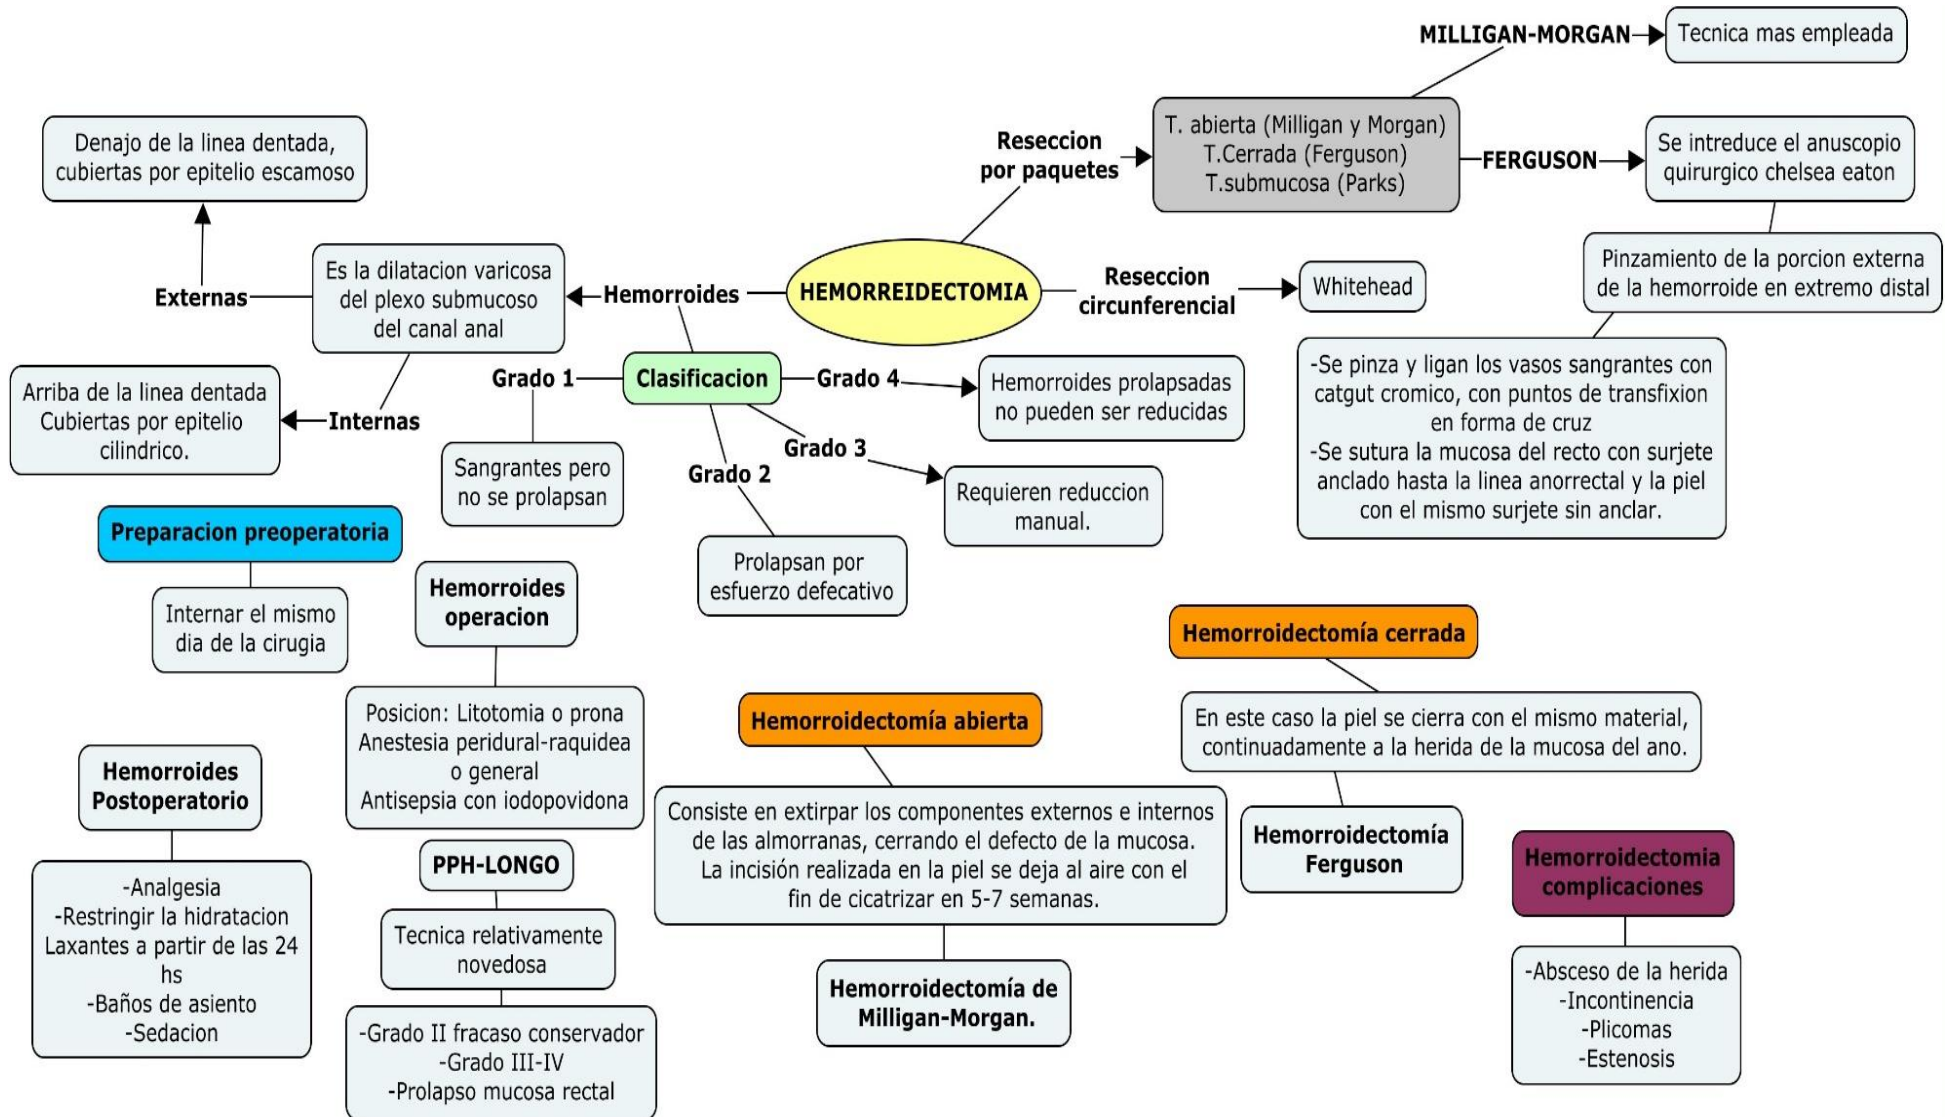 MILLIGAN-MORGAN
Tecnica mas empleada
Denajo de la linea dentada,
cubiertas por epitelio escamoso
Reseccion
por paquetes
T. abierta (Milligan y Morgan)
T.Cerrada (Ferguson)
T.submucosa (Parks)
FERGUSON
Se introduce el anuscopio
quirurgico chelsea eaton
Pinzamiento de la porcion externa
de la hemorroide en extremo distal
-Se pinza y ligan los vasos sangrantes con
catgut cromico, con puntos de transfixion
en forma de cruz
-Se sutura la mucosa del recto con surjete
anclado hasta la linea anorrectal y la piel
con el mismo surjete sin anclar.
Externas
Es la dilatacion varicosa
del plexo submucoso
del canal anal
Hemorroides
HEMORREIDECTOMIA
Reseccion
circunferencial
Whitehead
Arriba de la linea dentada
Cubiertas por epitelio
cilindrico.
Internas
Grado 1
Clasificacion
Grado 4
Hemorroides prolapsadas
no pueden ser reducidas
Sangrantes pero
no se prolapsan
Grado 2
Grado 3
Requieren reduccion
manual.
Prolapsan por
esfuerzo defecativo
Preparacion preoperatoria
Internar el mismo
dia de la cirugia
Hemorroides
operacion
Posicion: Litotomia o prona
Anestesia peridural-raquidea
o general
Antisepsia con iodopovidona
Hemorroides
Postoperatorio
-Analgesia
-Restringir la hidratacion
Laxantes a partir de las 24
hs
-Baños de asiento
-Sedacion
PPH-LONGO
Tecnica relativamente
novedosa
-Grado II fracaso conservador
-Grado III-IV
-Prolapso mucosa rectal
Hemorroidectomía abierta
Consiste en extirpar los componentes externos e internos
de las almorranas, cerrando el defecto de la mucosa.
La incisión realizada en la piel se deja al aire con el
fin de cicatrizar en 5-7 semanas.
Hemorroidectomía de
Milligan-Morgan.
Hemorroidectomía cerrada
En este caso la piel se cierra con el mismo material,
continuadamente a la herida de la mucosa del ano.
Hemorroidectomía
Ferguson
Hemorroidectomia
complicaciones
-Absceso de la herida
-Incontinencia
-Plicomas
-Estenosis